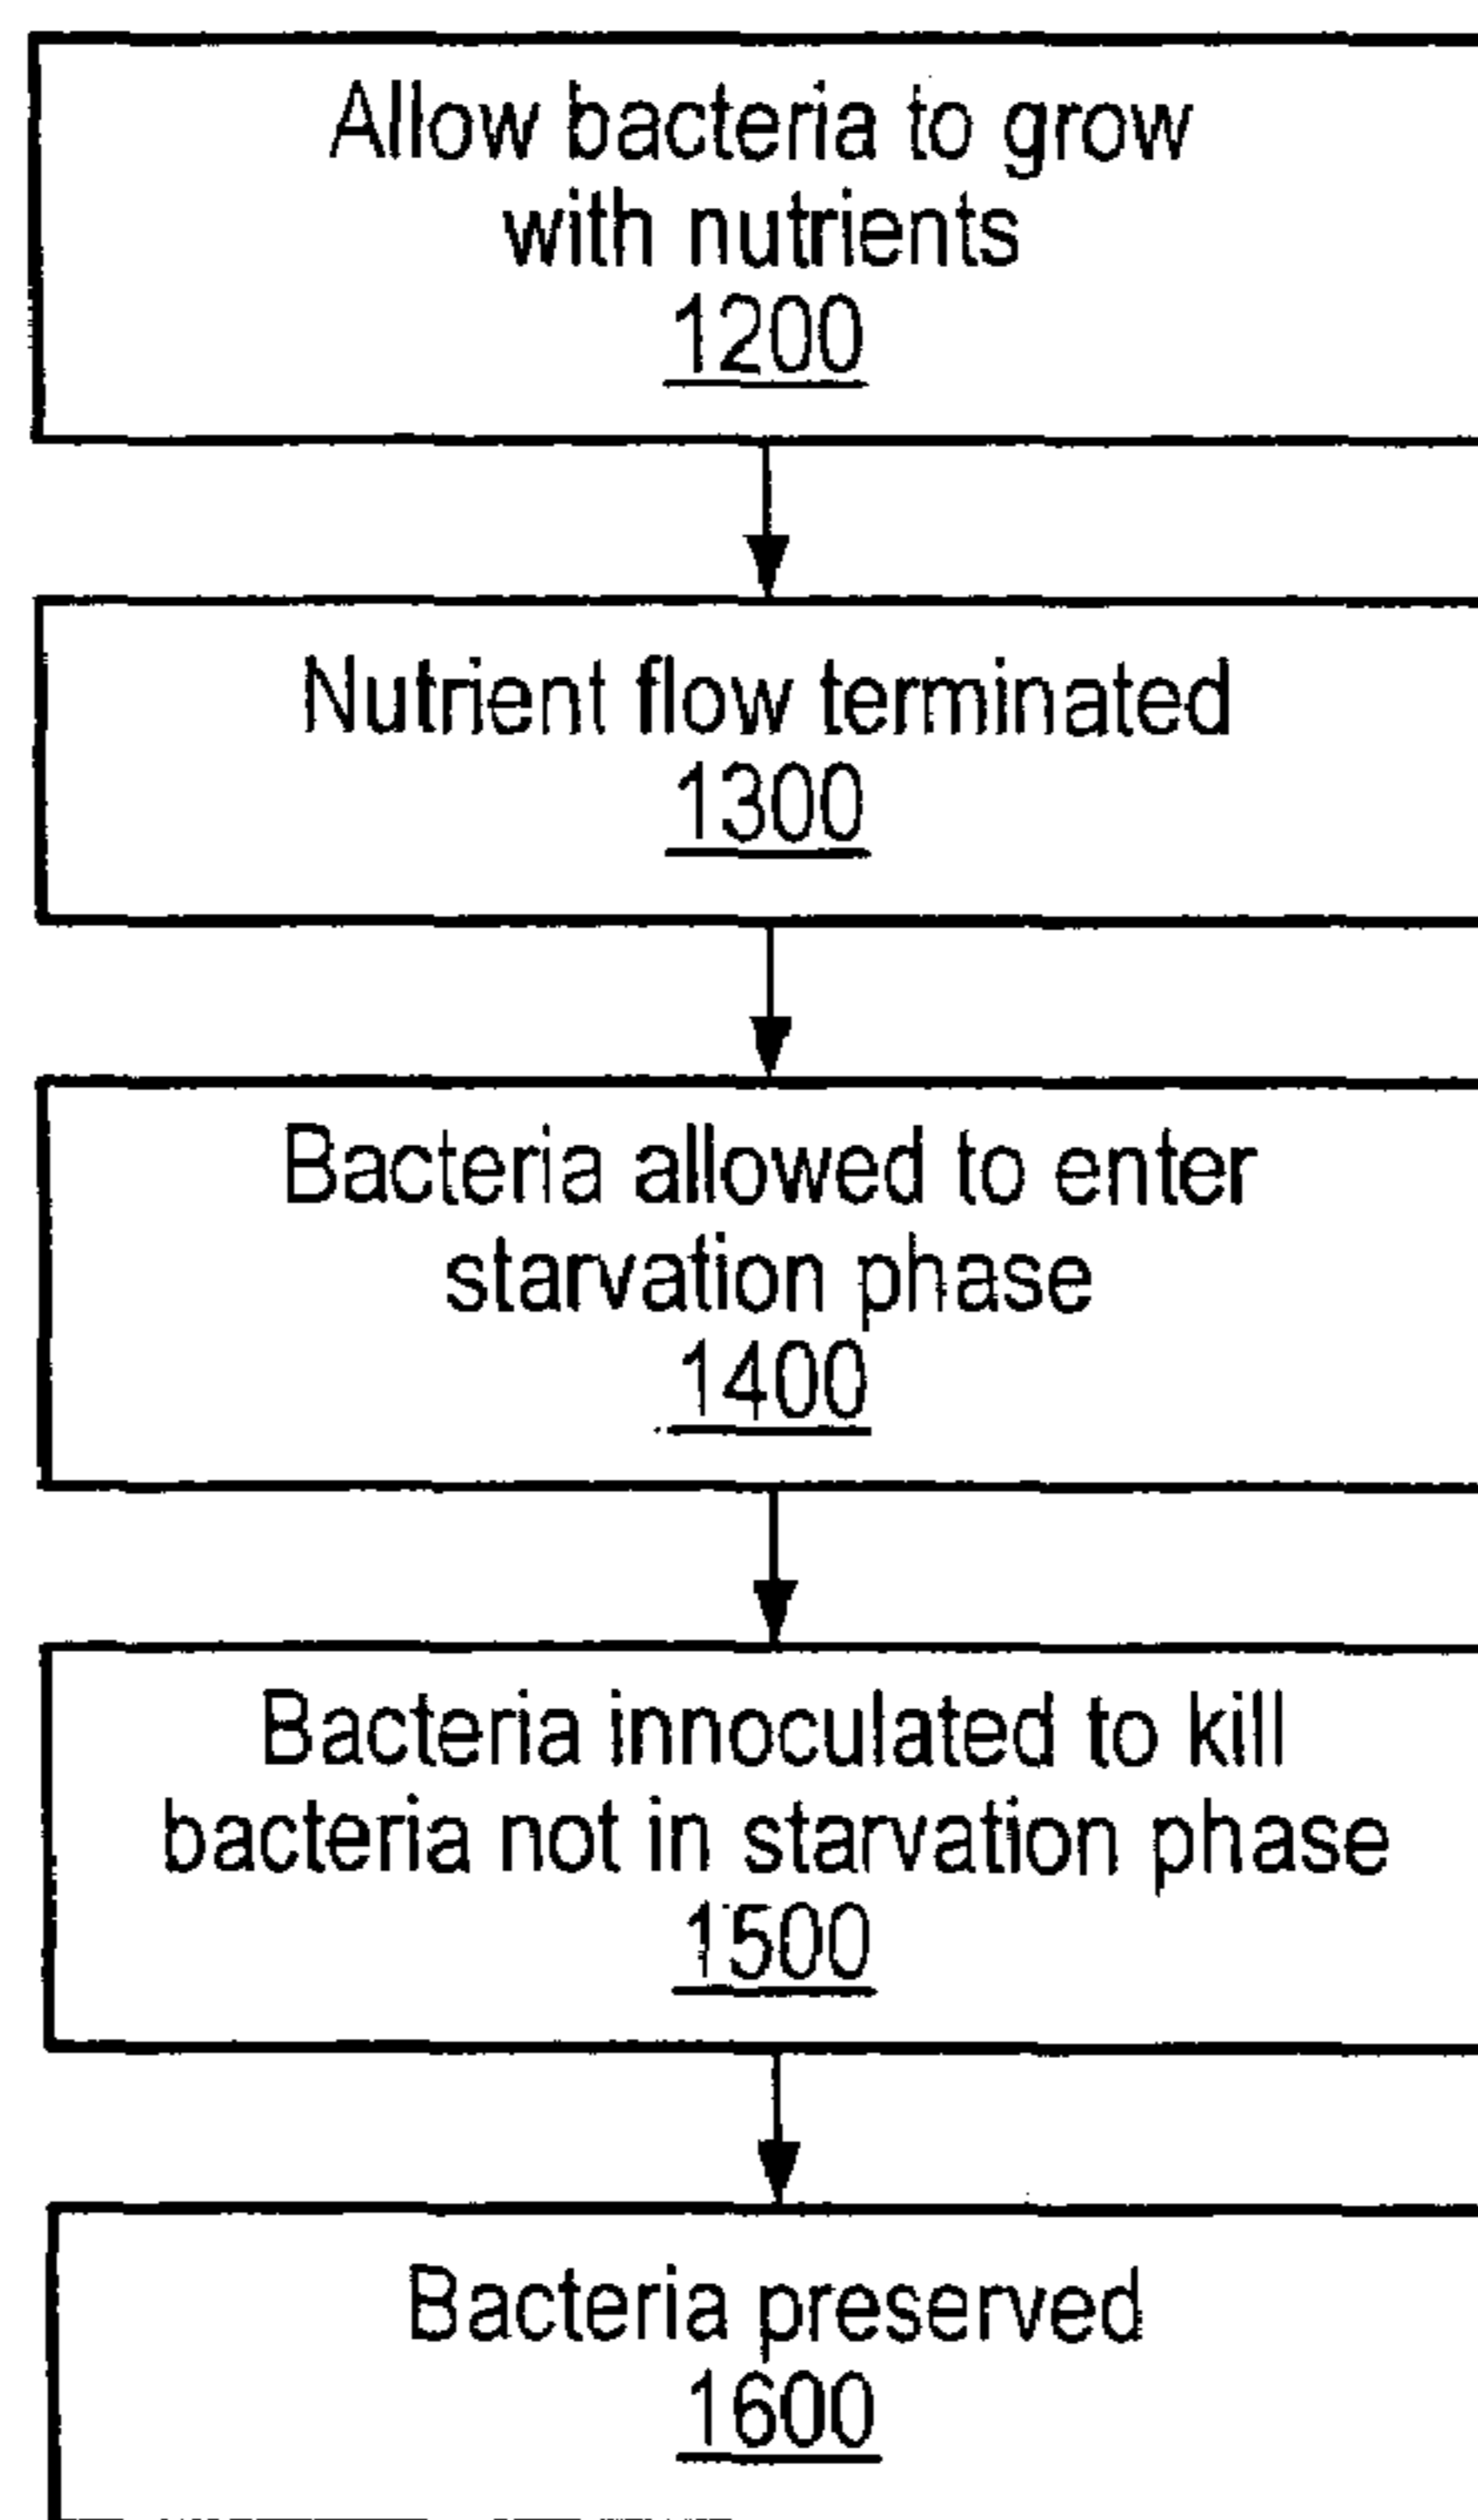 Allow bacteria to grow
with nutrients
1200
Nutrient flow terminated
1300
Bacteria allowed to enter
starvation phase
1400
Bacteria innoculated to kill
bacteria not in starvation phase
1500
Bacteria preserved
1600